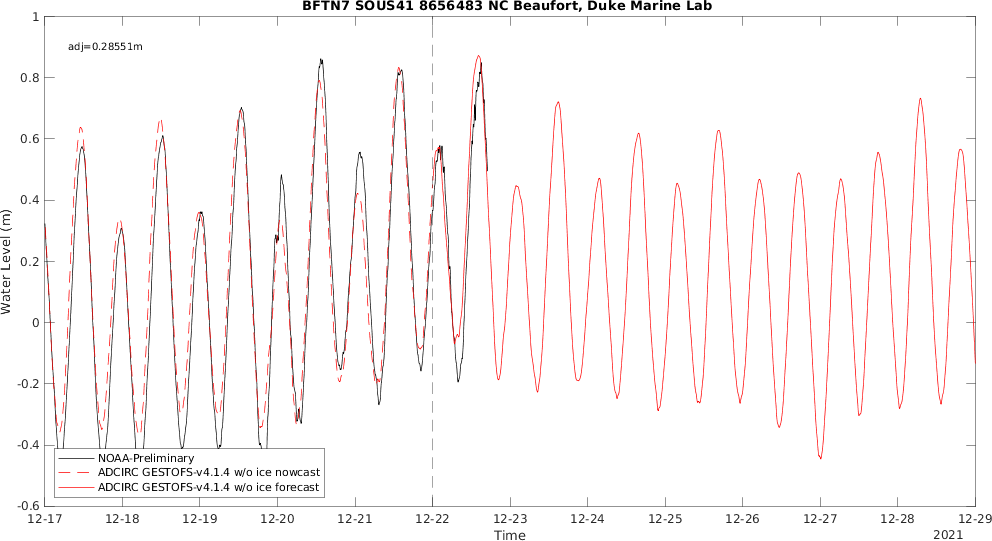 BFTN7 SOUS41 8656483 NC Beaufort, Duke Marine Lab
adj=0.28551m
Water Level (m)
1
0.8
0.6
0.4
0.2
0
-0.2
-0.4
-0.6
NOAA-Preliminary
ADCIRC GESTOFS-v4.1.4 w/o ice nowcast
ADCIRC GESTOFS-v4.1.4 w/o ice forecast
12-17 12-18 12-19 12-20 12-21 12-22 12-23 12-24 12-25 12-26 12-27 12-28 12-29
Time
2021